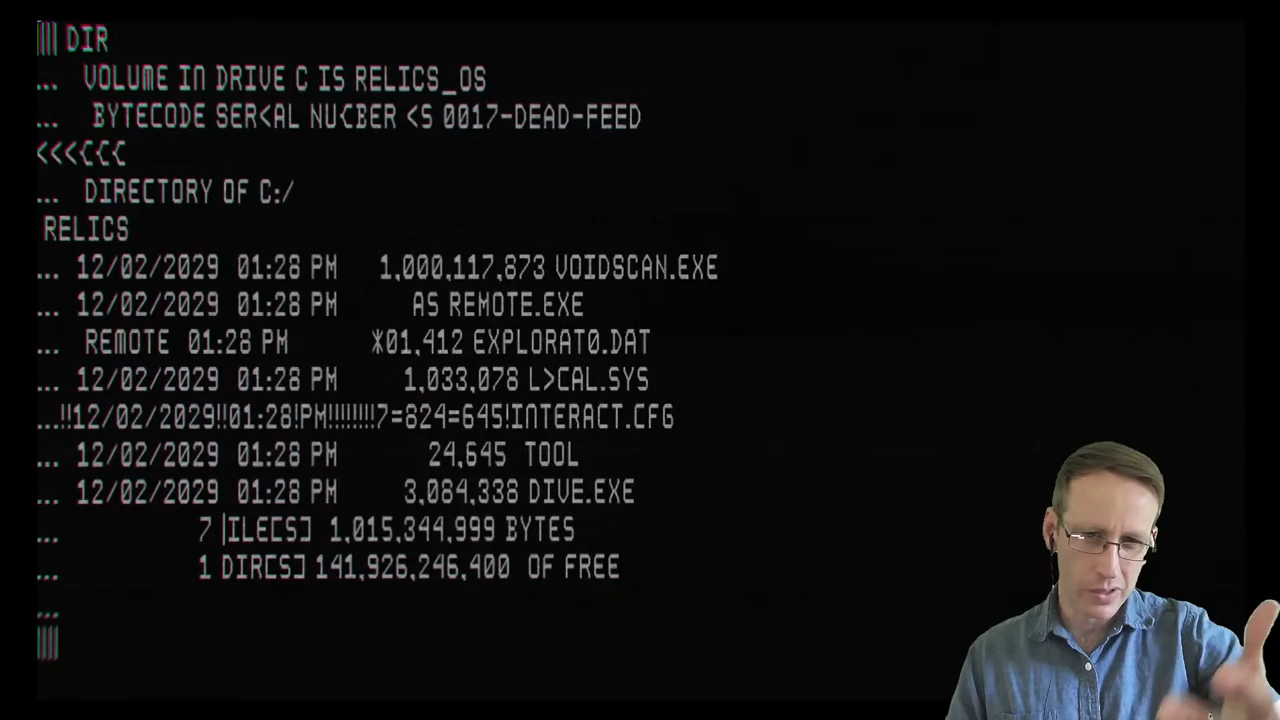 DIR
... VOLUME IN DRIVE C IS RELICS_OS
... BYTECODE SER<AL NU{BER <S 0017-DEAD-FEED
<<<{{{
... DIRECTORY OF C:/
RELICS
... 12/02/2029 01:28 PM 1,000,117,873 VOIDSCAN.EXE
... 12/02/2029 01:28 PM AS REMOTE.EXE
... REMOTE 01:28 PM *01,412 EXPLORAT0.DAT
... 12/02/2029 01:28 PM 1,033,078 L>CAL.SYS
...!!12/02/2029!!01:28!PM!!!!!!!!7=824=645!INTERACT.CFG
... 12/02/2029 01:28 PM 24,645 TOOL
... 12/02/2029 01:28 PM 3,084,338 DIVE.EXE
... 7 |ILE[S] 1,015,344,999 BYTES
... 1 DIR[S] 141,926,246,400 OF FREE
...